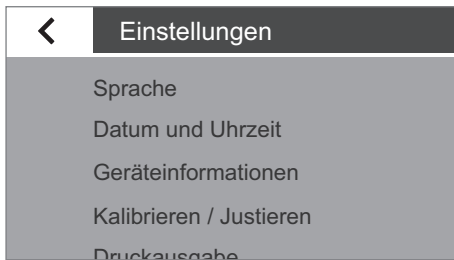 Einstellungen
Sprache
Datum und Uhrzeit
Geräteinformationen
Kalibrieren / Justieren
Druckausgabe